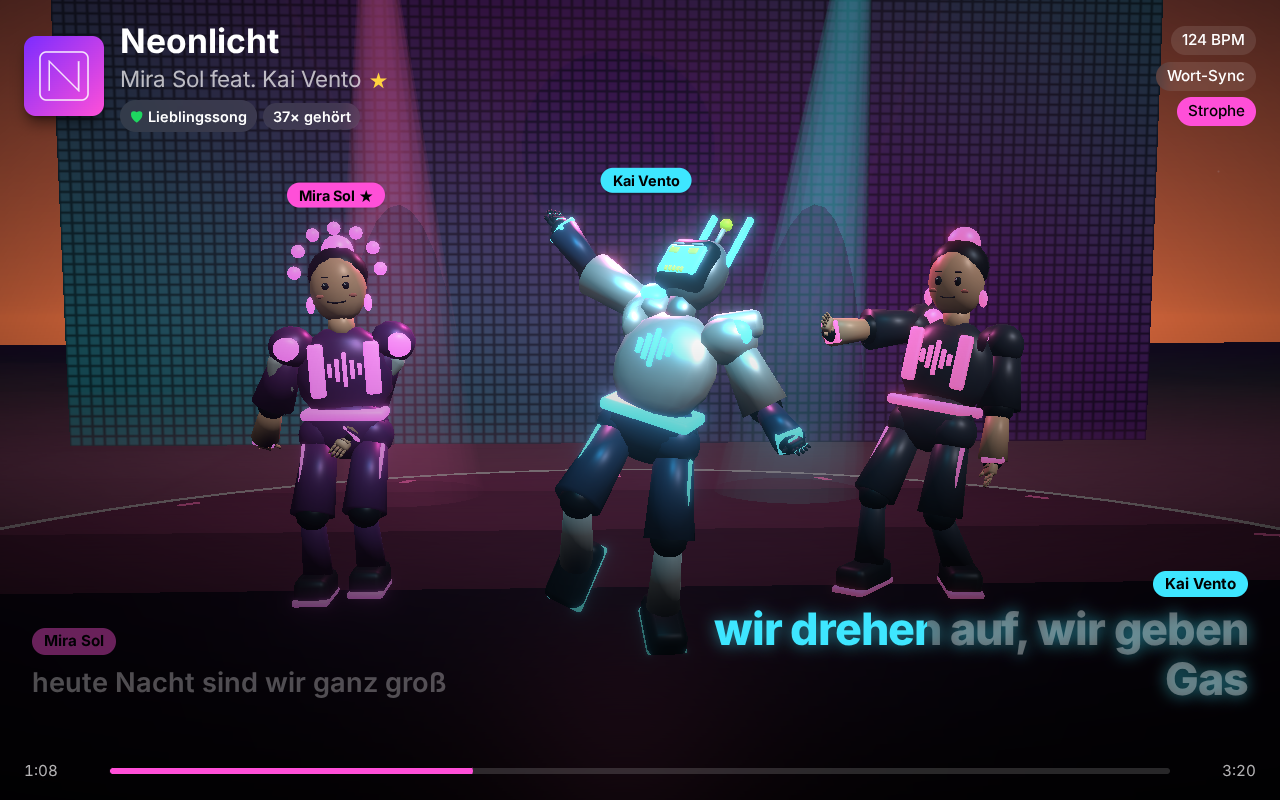 Neonlicht
Mira Sol feat. Kai Vento ★
Lieblingssong
37× gehört
124 BPM
Wort-Sync
Strophe
N
Mira Sol ★
Kai Vento
Kai Vento
wir drehen auf, wir geben
Gas
Mira Sol
heute Nacht sind wir ganz groß
1:08
3:20